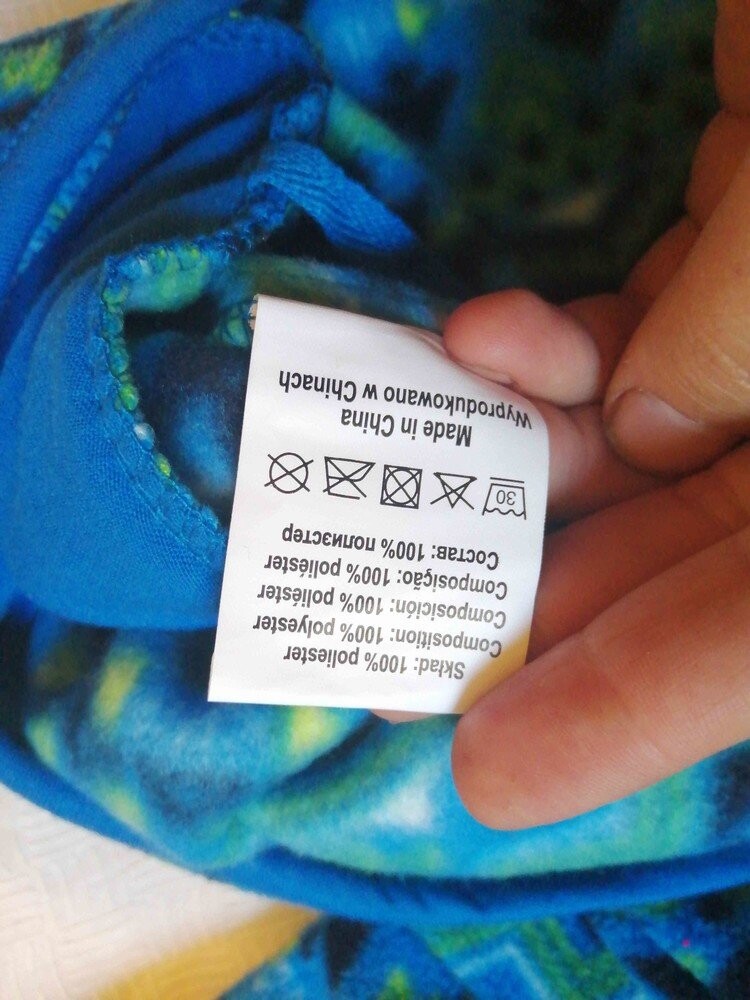 Skład: 100% poliester
Composition: 100% polyester
Composición: 100% poliéster
Composição: 100% poliéster
Состав: 100% полиэстер
30
Made in China
Wyprodukowano w Chinach